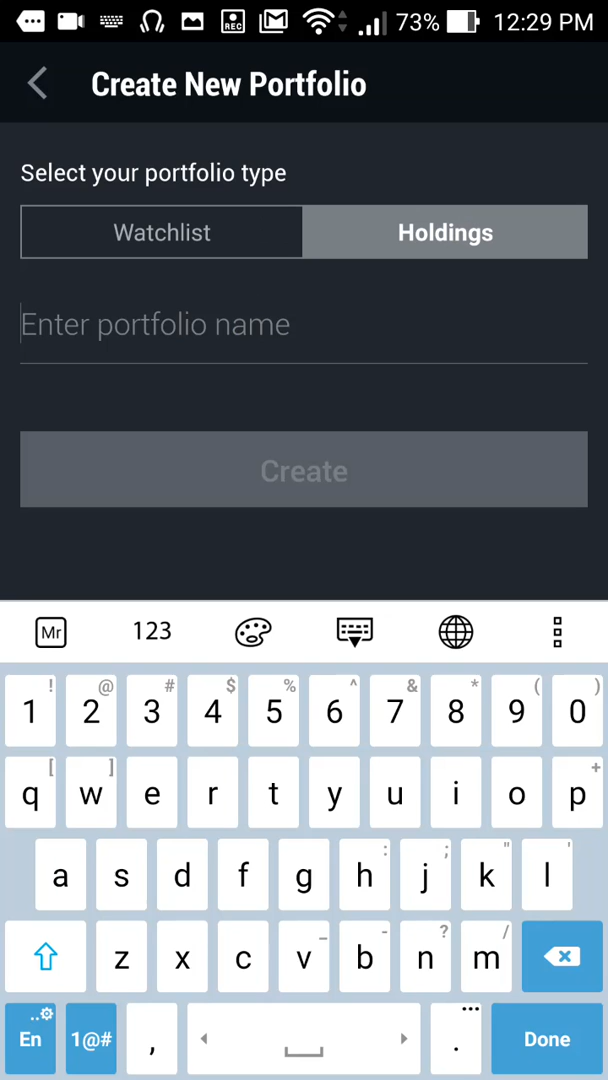 REC 73% 12:29 PM
Create New Portfolio
Select your portfolio type
Watchlist Holdings
Enter portfolio name
Create
Mr 123
! @ # $ % ^ & * ( )
1 2 3 4 5 6 7 8 9 0
[ ] +
q w e r t y u i o p
: ; " '
a s d f g h j k l
_ - ? /
z x c v b n m
En 1@# , . Done